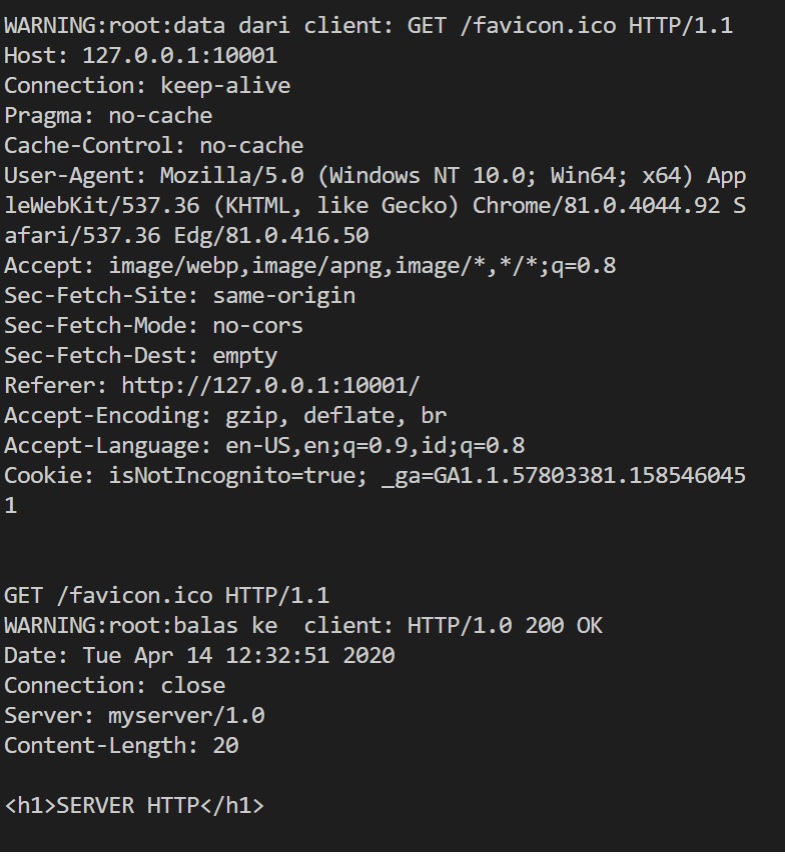 WARNING:root:data dari client: GET /favicon.ico HTTP/1.1
Host: 127.0.0.1:10001
Connection: keep-alive
Pragma: no-cache
Cache-Control: no-cache
User-Agent: Mozilla/5.0 (Windows NT 10.0; Win64; x64) App
leWebKit/537.36 (KHTML, like Gecko) Chrome/81.0.4044.92 S
afari/537.36 Edg/81.0.416.50
Accept: image/webp,image/apng,image/*,*/*;q=0.8
Sec-Fetch-Site: same-origin
Sec-Fetch-Mode: no-cors
Sec-Fetch-Dest: empty
Referer: http://127.0.0.1:10001/
Accept-Encoding: gzip, deflate, br
Accept-Language: en-US,en;q=0.9,id;q=0.8
Cookie: isNotIncognito=true; _ga=GA1.1.57803381.158546045
1
GET /favicon.ico HTTP/1.1
WARNING:root:balas ke  client: HTTP/1.0 200 OK
Date: Tue Apr 14 12:32:51 2020
Connection: close
Server: myserver/1.0
Content-Length: 20
<h1>SERVER HTTP</h1>